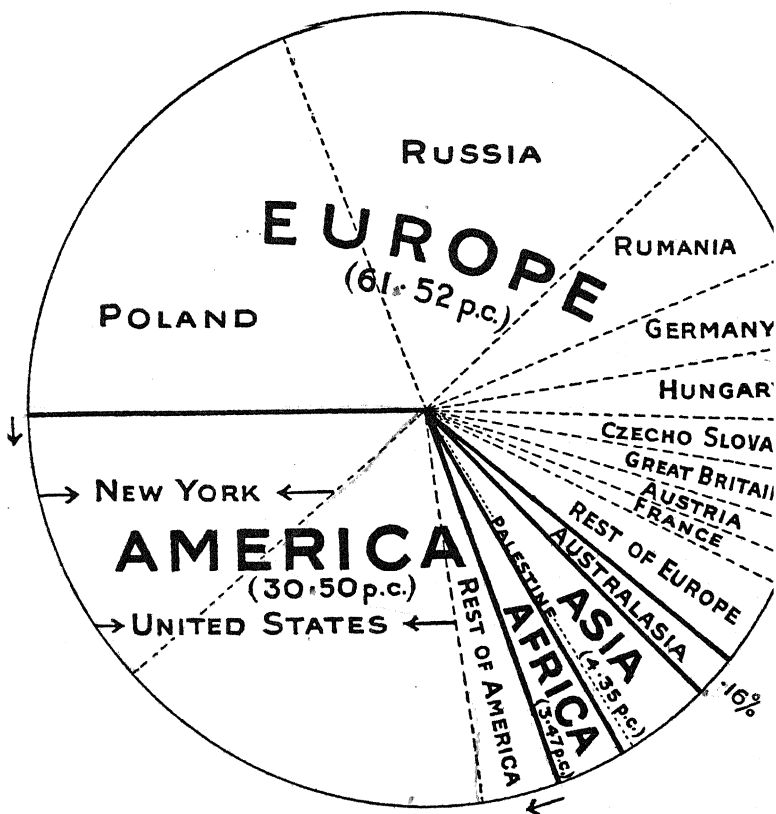 RUSSIA
EUROPE
(61·52 p.c.)
RUMANIA
POLAND
GERMANY
HUNGAR
CZECHO SLOVA
GREAT BRITAI
AUSTRIA
FRANCE
REST OF EUROPE
AUSTRALASIA
·16%
ASIA
(4·35 p.c.)
PALESTINE
AFRICA
(3·47 p.c.)
NEW YORK
AMERICA
(30·50 p.c.)
UNITED STATES
REST OF AMERICA